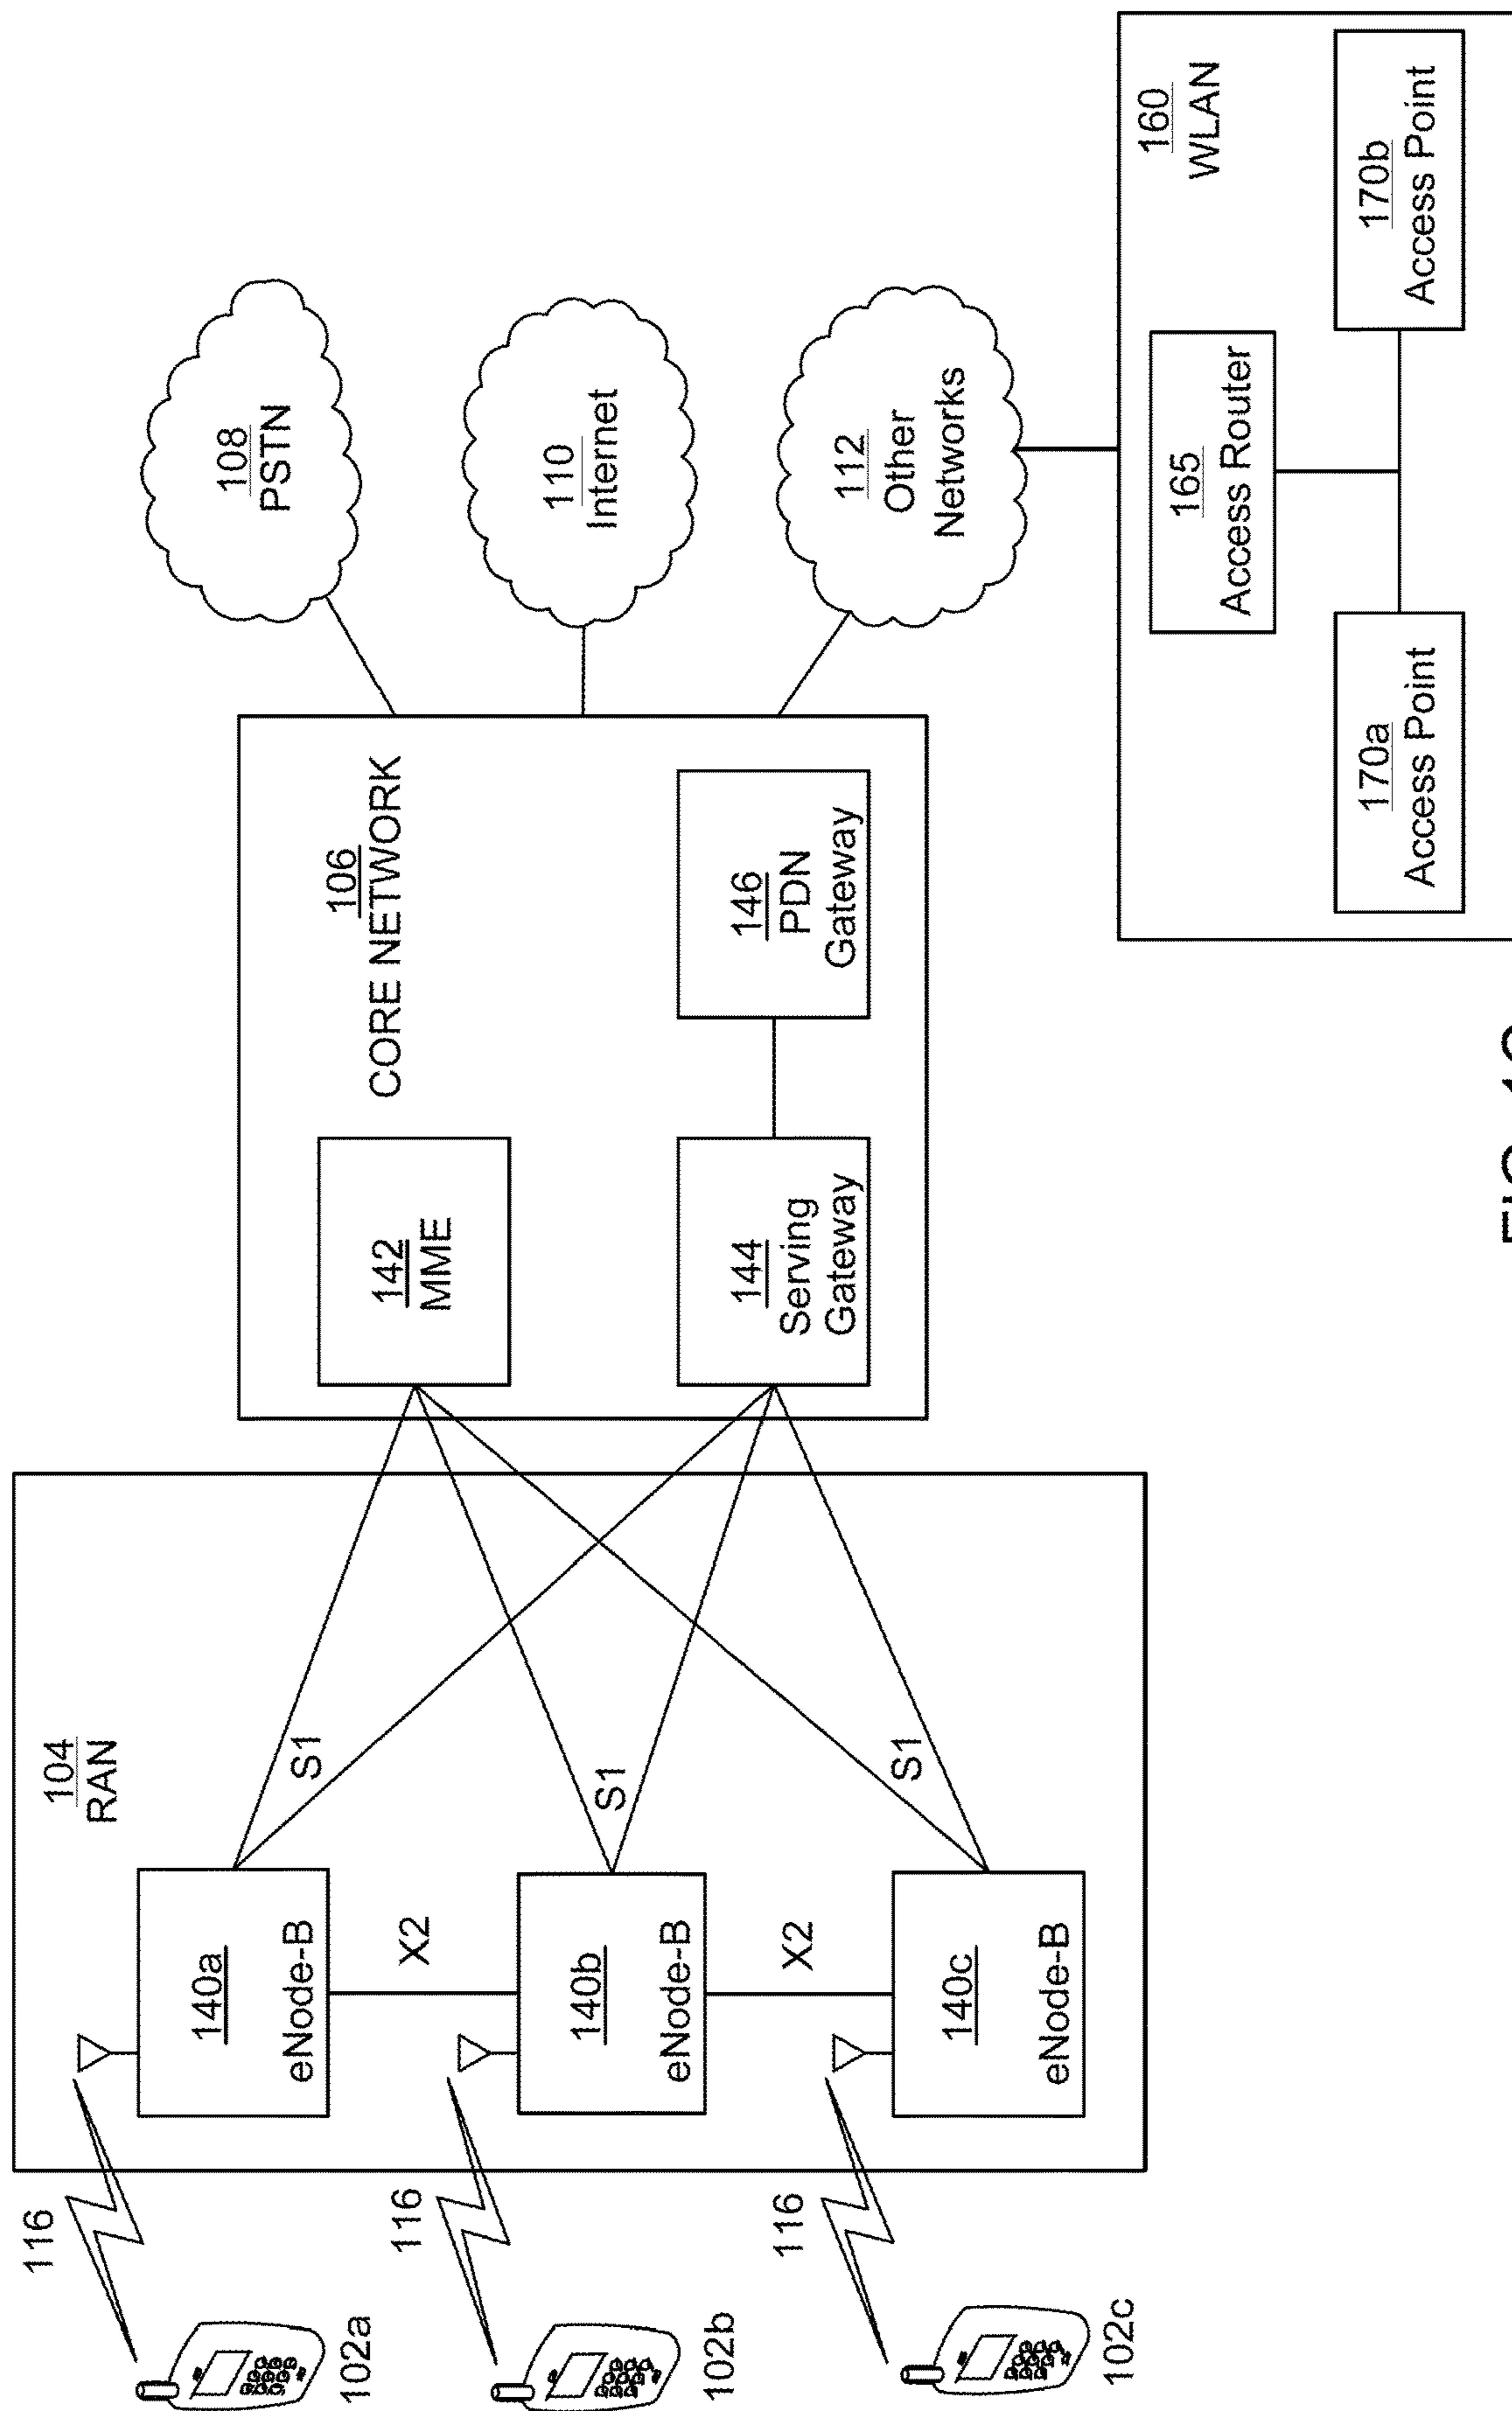 102a
116
102b
116
102c
116
104
RAN
140a
eNode-B
X2
140b
eNode-B
X2
140c
eNode-B
S1
S1
S1
106
CORE NETWORK
142
MME
144
Serving
Gateway
146
PDN
Gateway
108
PSTN
110
Internet
112
Other
Networks
160
WLAN
165
Access Router
170a
Access Point
170b
Access Point